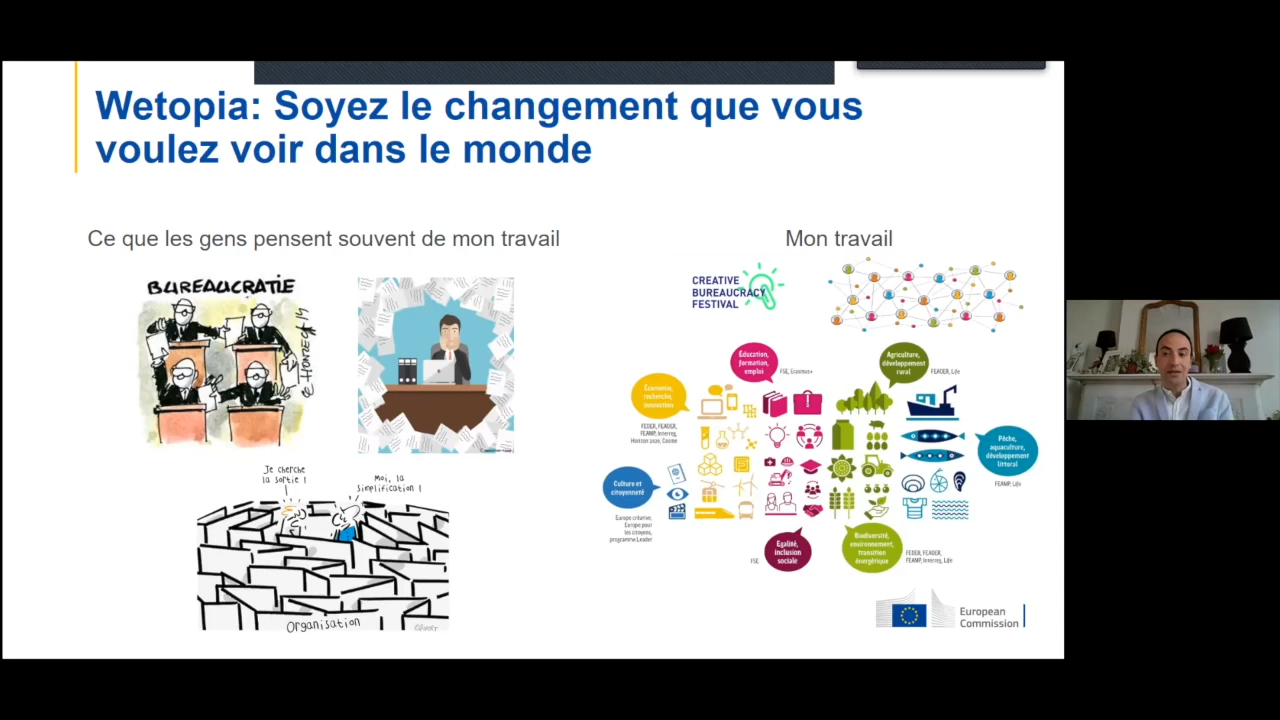 Wetopia: Soyez le changement que vous
voulez voir dans le monde
Ce que les gens pensent souvent de mon travail
BUREAUCRATIE
Je cherche
la sortie !
Moi, la
simplification !
Organisation
Mon travail
CREATIVE
BUREAUCRACY
FESTIVAL
Éducation,
formation,
emploi
FSE, Erasmus+
Agriculture,
développement
rural
FEADER, Life
Économie,
recherche,
innovation
FEDER, FEADER,
FEAMP, Interreg,
Horizon 2020, Cosme
Pêche,
aquaculture,
développement
littoral
FEAMP, Life
Culture et
citoyenneté
Europe créative,
Europe pour
les citoyens,
programme Leader
Egalité,
inclusion
sociale
FSE
Biodiversité,
environnement,
transition
énergétique
FEDER, FEADER,
FEAMP, Interreg, Life
European
Commission